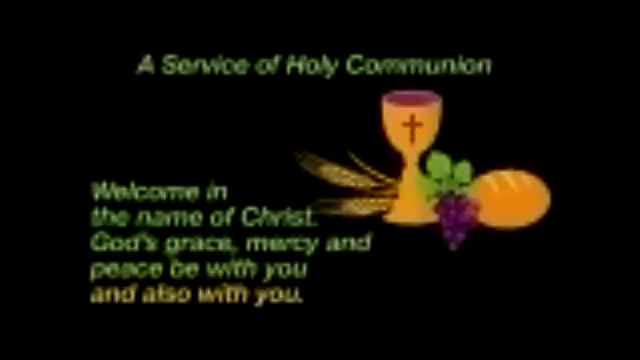 A Service of Holy Communion
Welcome in
the name of Christ.
God's grace, mercy and
peace be with you
and also with you.